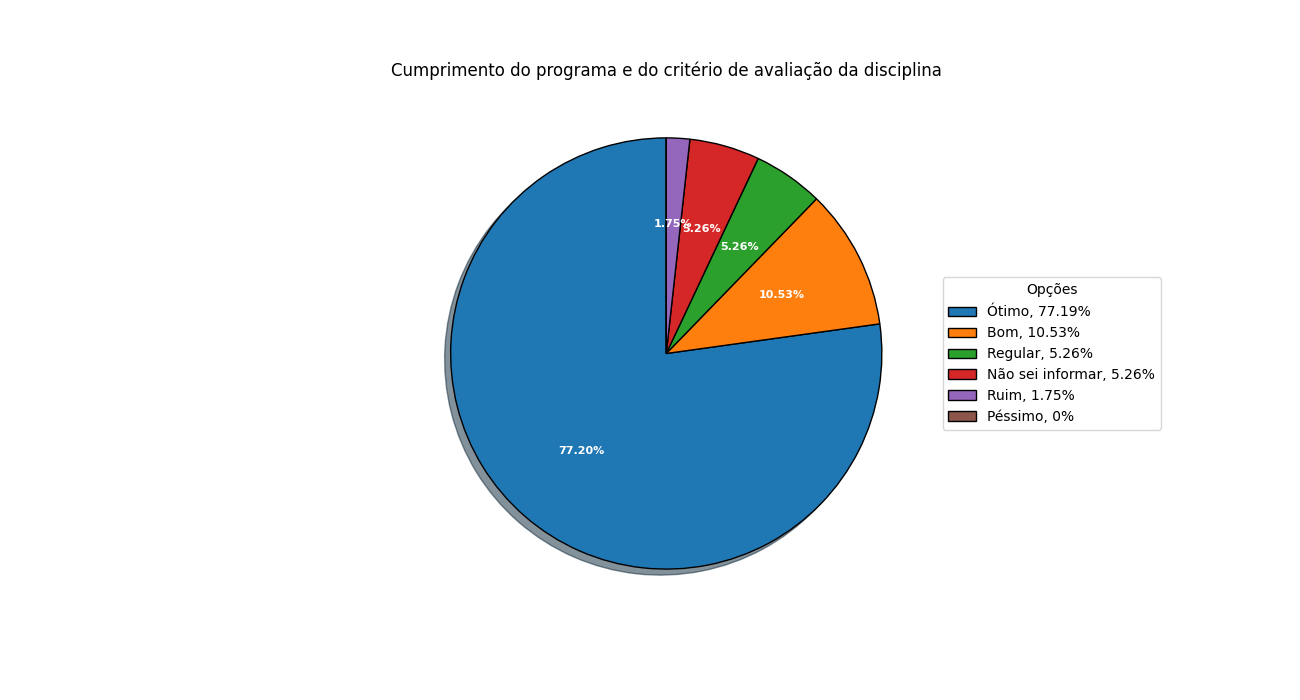 Cumprimento do programa e do critério de avaliação da disciplina
1.75%
5.26%
5.26%
10.53%
77.20%
Opções
Ótimo, 77.19%
Bom, 10.53%
Regular, 5.26%
Não sei informar, 5.26%
Ruim, 1.75%
Péssimo, 0%